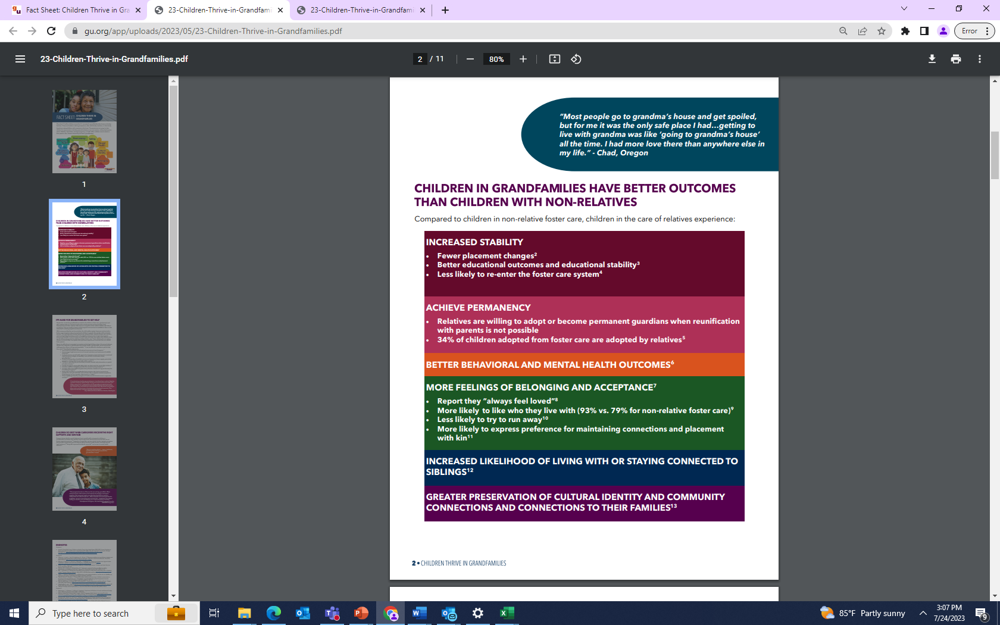 Fact Sheet: Children Thrive in Gra
23-Children-Thrive-in-Grandfami
23-Children-Thrive-in-Grandfami
gu.org/app/uploads/2023/05/23-Children-Thrive-in-Grandfamilies.pdf
Error
23-Children-Thrive-in-Grandfamilies.pdf
2 / 11
80%
FACT SHEET: CHILDREN THRIVE IN
GRANDFAMILIES
1
2
3
4
"Most people go to grandma's house and get spoiled,
but for me it was the only safe place I had...getting to
live with grandma was like 'going to grandma's house'
all the time. I had more love there than anywhere else in
my life." - Chad, Oregon
CHILDREN IN GRANDFAMILIES HAVE BETTER OUTCOMES
THAN CHILDREN WITH NON-RELATIVES
Compared to children in non-relative foster care, children in the care of relatives experience:
INCREASED STABILITY
• Fewer placement changes²
• Better educational outcomes and educational stability³
• Less likely to re-enter the foster care system⁴
ACHIEVE PERMANENCY
• Relatives are willing to adopt or become permanent guardians when reunification
with parents is not possible
• 34% of children adopted from foster care are adopted by relatives⁵
BETTER BEHAVIORAL AND MENTAL HEALTH OUTCOMES⁶
MORE FEELINGS OF BELONGING AND ACCEPTANCE⁷
• Report they "always feel loved"⁸
• More likely to like who they live with (93% vs. 79% for non-relative foster care)⁹
• Less likely to try to run away¹⁰
• More likely to express preference for maintaining connections and placement
with kin¹¹
INCREASED LIKELIHOOD OF LIVING WITH OR STAYING CONNECTED TO
SIBLINGS¹²
GREATER PRESERVATION OF CULTURAL IDENTITY AND COMMUNITY
CONNECTIONS AND CONNECTIONS TO THEIR FAMILIES¹³
2 • CHILDREN THRIVE IN GRANDFAMILIES
Type here to search
85°F Partly sunny
3:07 PM
7/24/2023
9